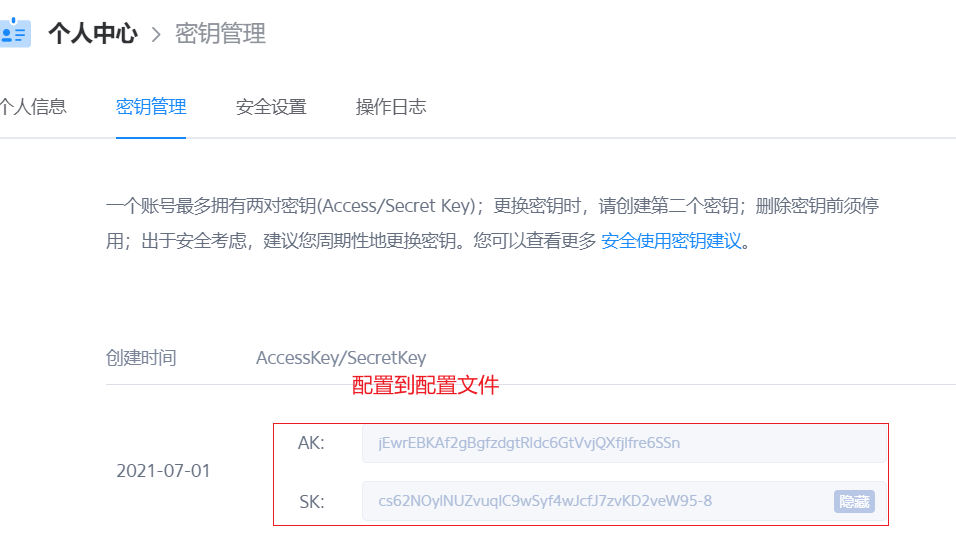 个人中心 > 密钥管理
个人信息 密钥管理 安全设置 操作日志
一个账号最多拥有两对密钥(Access/Secret Key)；更换密钥时，请创建第二个密钥；删除密钥前须停
用；出于安全考虑，建议您周期性地更换密钥。您可以查看更多 安全使用密钥建议。
创建时间 AccessKey/SecretKey
配置到配置文件
AK: jEwrEBKAf2gBgfzdgtRldc6GtVvjQXfjIfre6SSn
2021-07-01
SK: cs62NOylNUZvuqIC9wSyf4wJcfJ7zvKD2veW95-8 隐藏